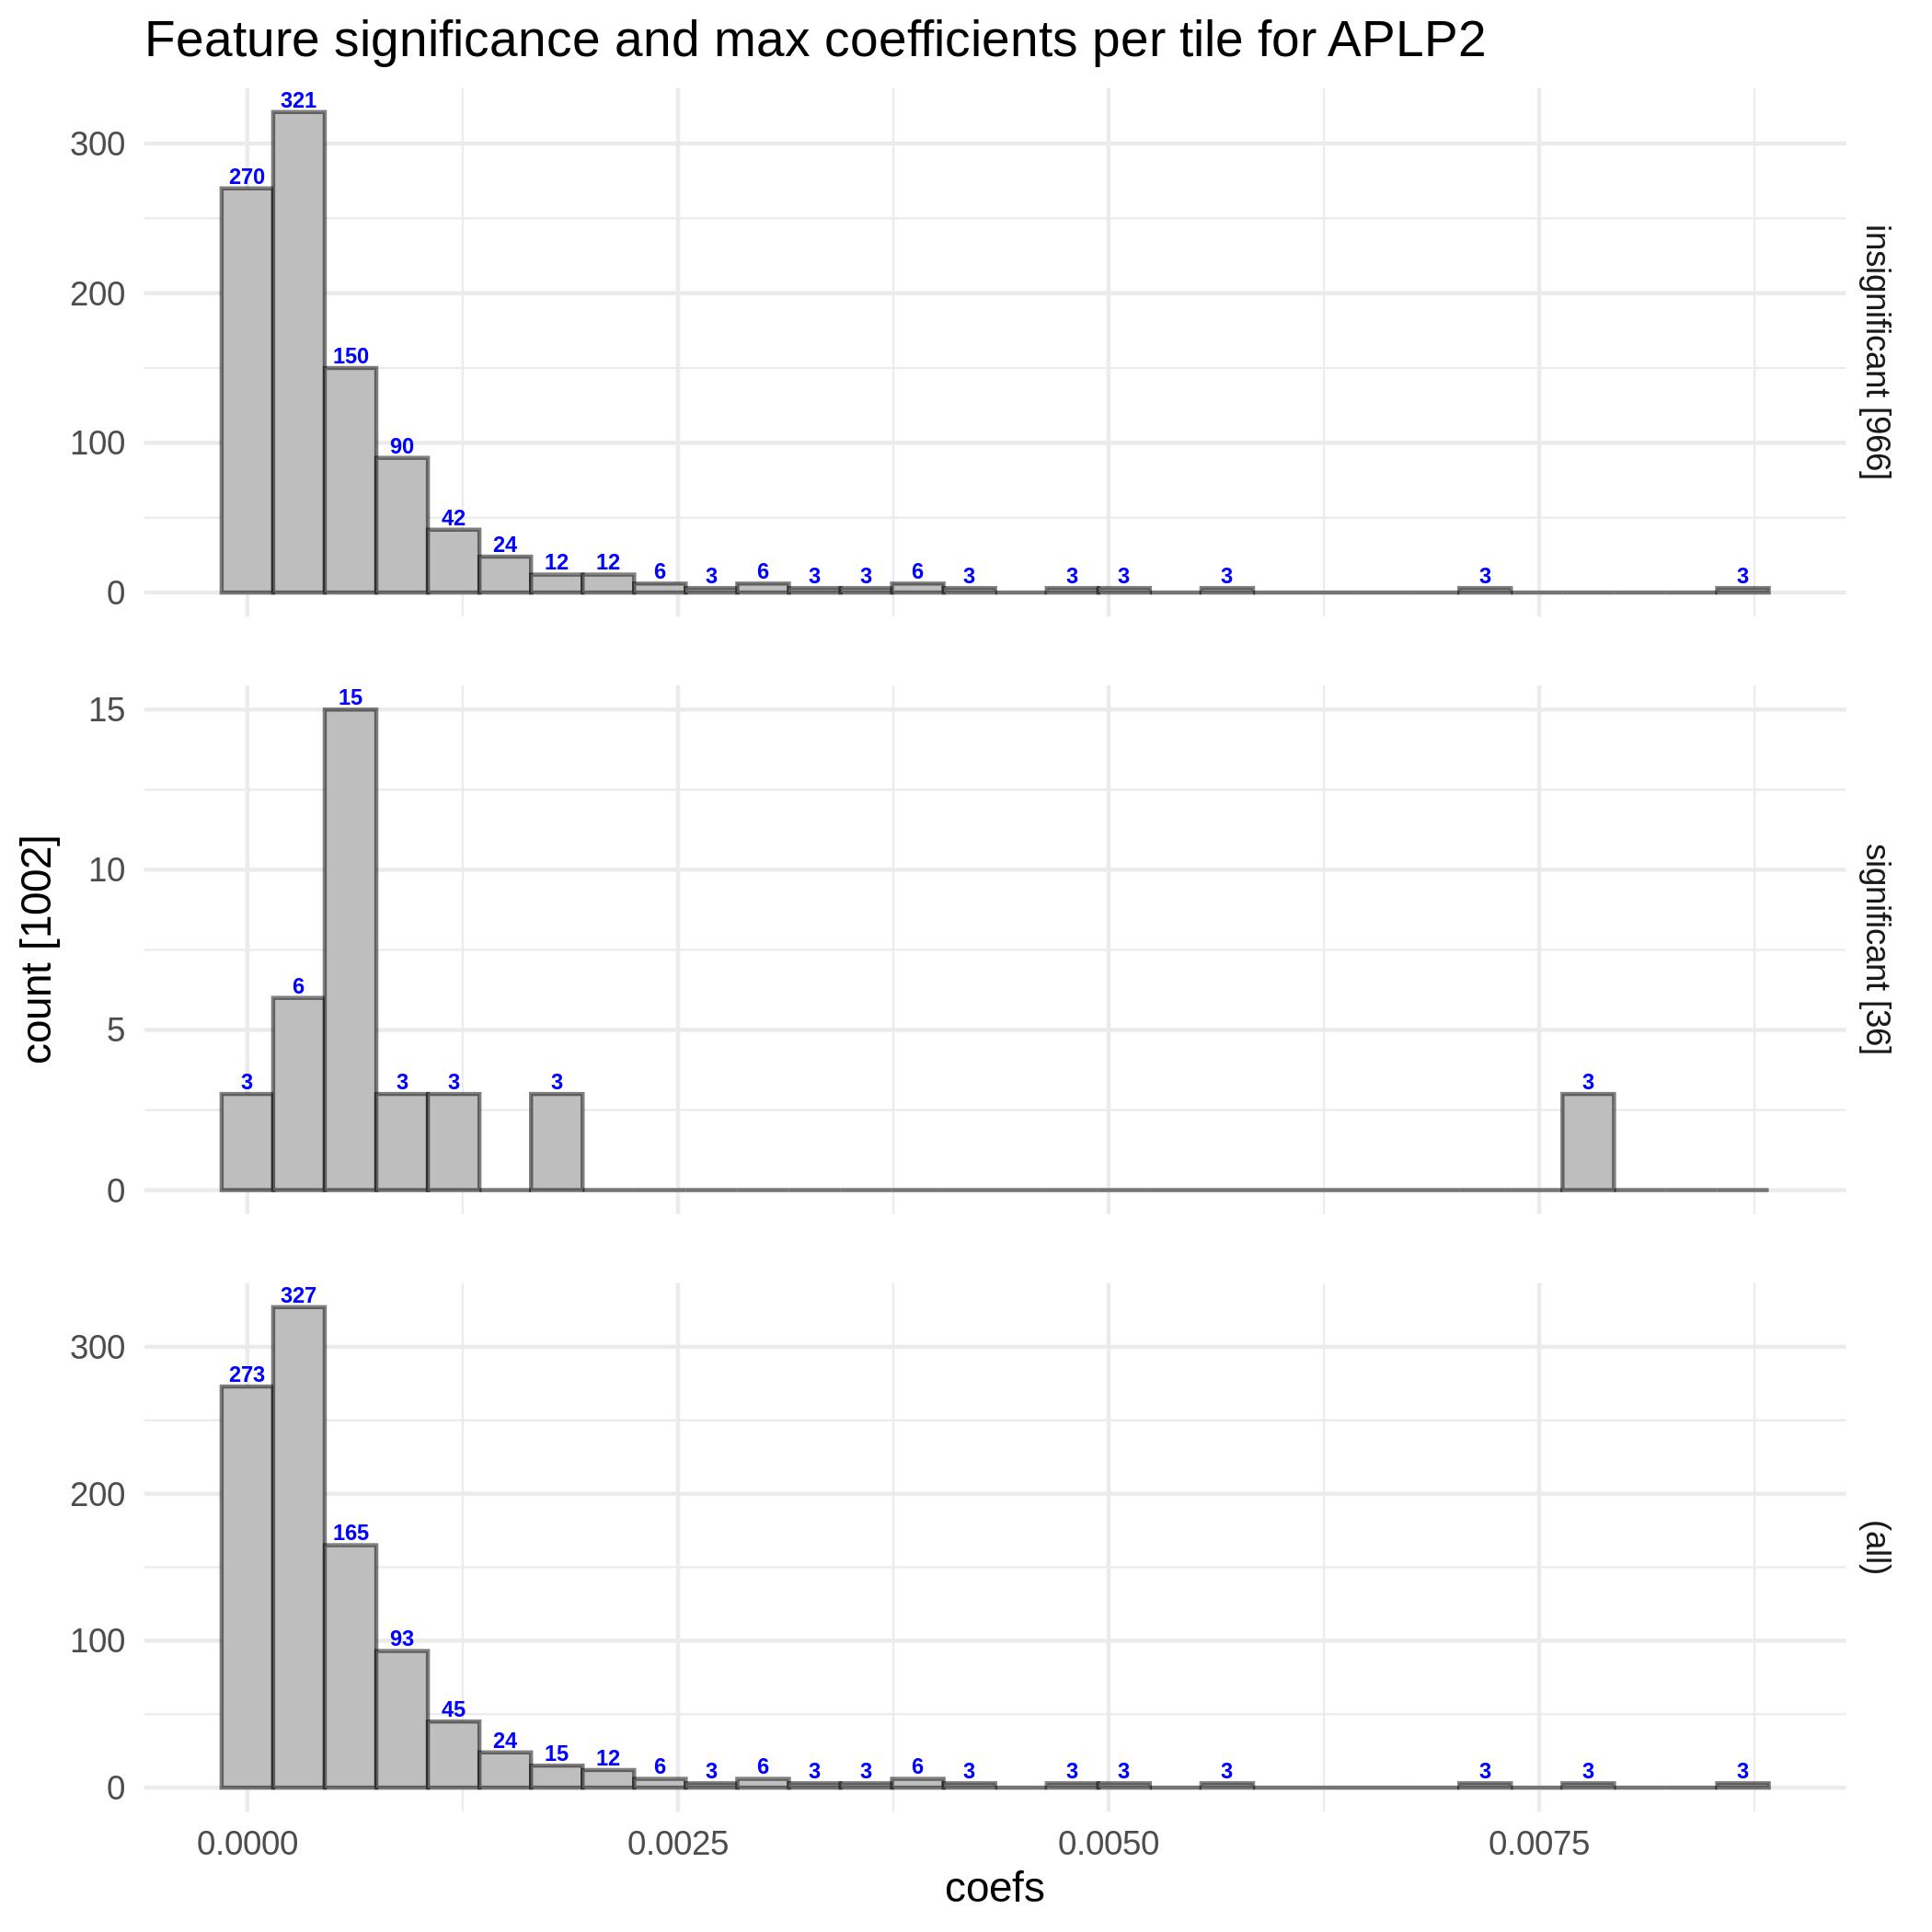 Feature significance and max coefficients per tile for APLP2
321
300
270
200
150
100
90
42
24
12 12 6 3 6 3 3 6 3 3 3 3 3 3
0
insignificant [966]
15
15
10
6
5
3 3 3 3 3
0
significant [36]
count [1002]
327
300
273
200
165
100
93
45
24 15 12 6 3 6 3 3 6 3 3 3 3 3 3 3
0
(all)
0.0000 0.0025 0.0050 0.0075
coefs